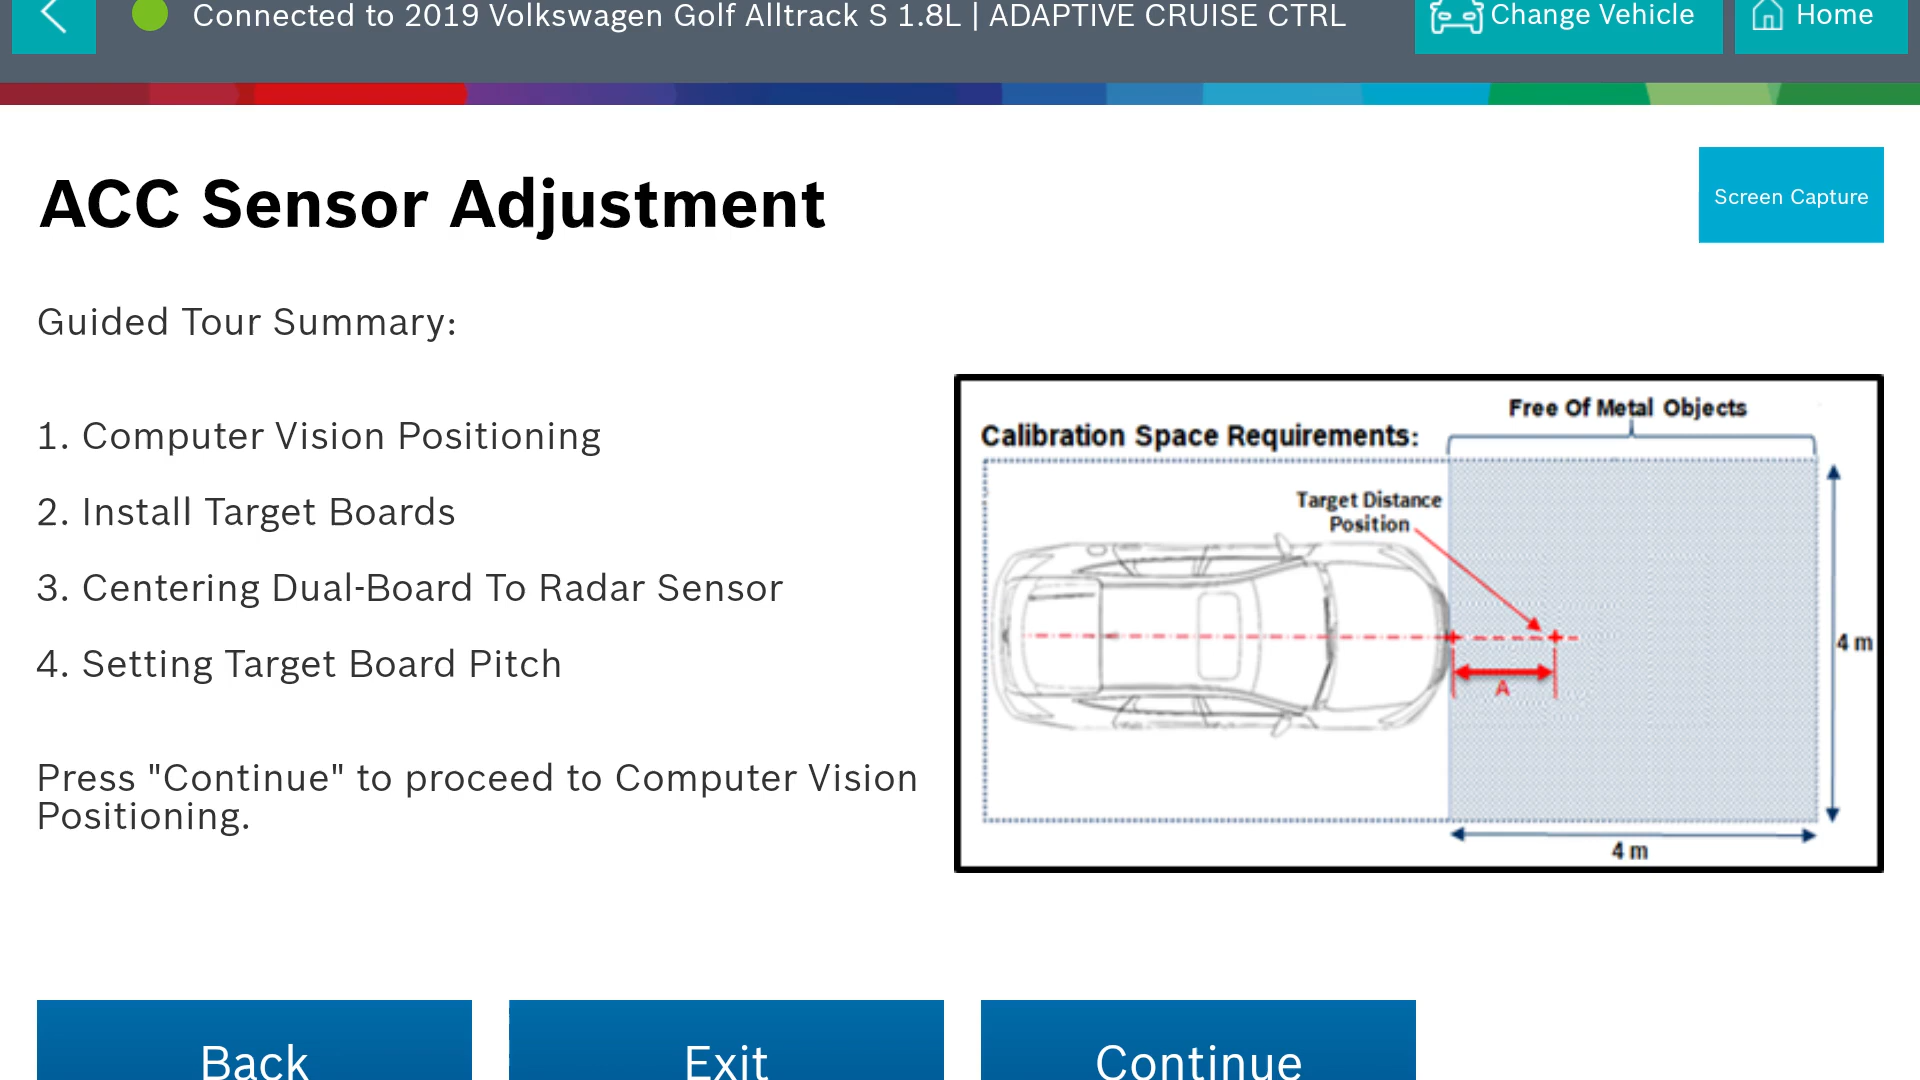 Connected to 2019 Volkswagen Golf Alltrack S 1.8L | ADAPTIVE CRUISE CTRL
Change Vehicle
Home
ACC Sensor Adjustment
Screen Capture
Guided Tour Summary:
1. Computer Vision Positioning
2. Install Target Boards
3. Centering Dual-Board To Radar Sensor
4. Setting Target Board Pitch
Press "Continue" to proceed to Computer Vision
Positioning.
Free Of Metal Objects
Calibration Space Requirements:
Target Distance
Position
A
4 m
4 m
Back
Exit
Continue